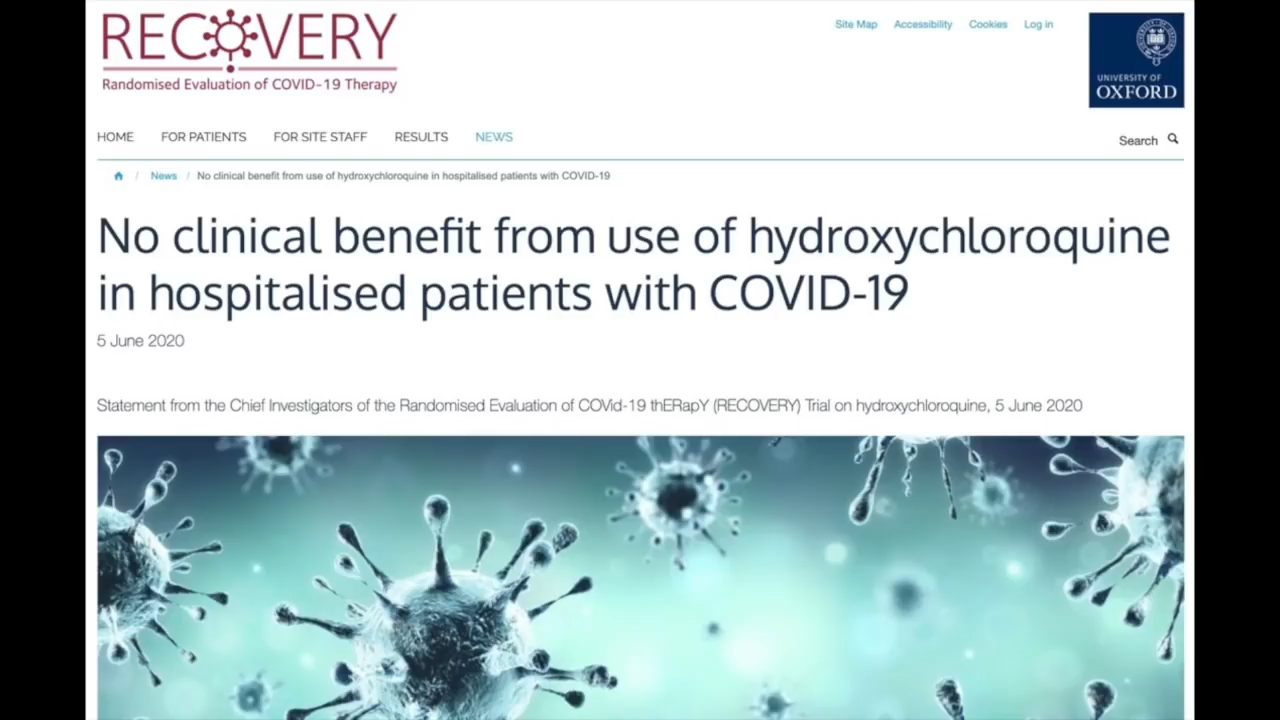 RECOVERY
Randomised Evaluation of COVID-19 Therapy
Site Map Accessibility Cookies Log in
UNIVERSITY OF
OXFORD
HOME FOR PATIENTS FOR SITE STAFF RESULTS NEWS
Search
/ News / No clinical benefit from use of hydroxychloroquine in hospitalised patients with COVID-19
No clinical benefit from use of hydroxychloroquine
in hospitalised patients with COVID-19
5 June 2020
Statement from the Chief Investigators of the Randomised Evaluation of COVid-19 thERapY (RECOVERY) Trial on hydroxychloroquine, 5 June 2020